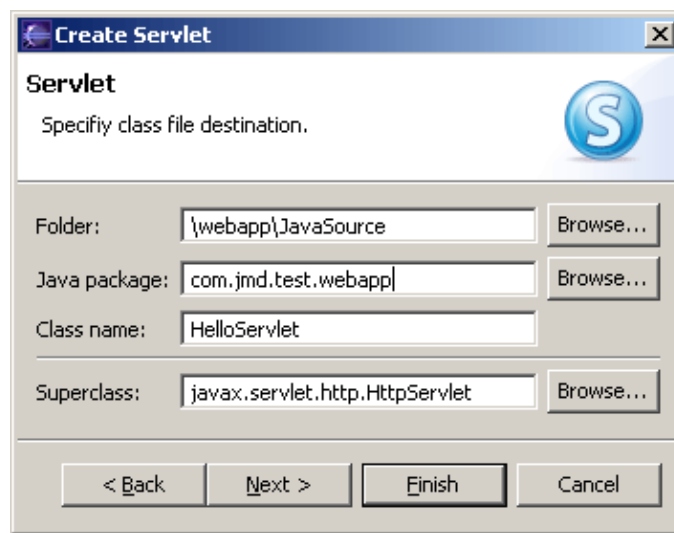 Create Servlet
Servlet
Specifiy class file destination.
Folder: \webapp\JavaSource Browse...
Java package: com.jmd.test.webapp Browse...
Class name: HelloServlet
Superclass: javax.servlet.http.HttpServlet Browse...
< Back Next > Finish Cancel